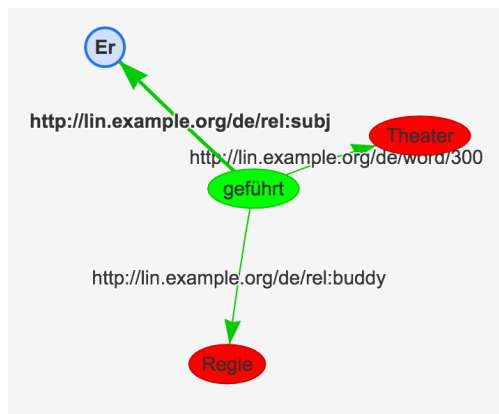 Er
http://lin.example.org/de/rel:subj
Theater
http://lin.example.org/de/word/300
geführt
http://lin.example.org/de/rel:buddy
Regie